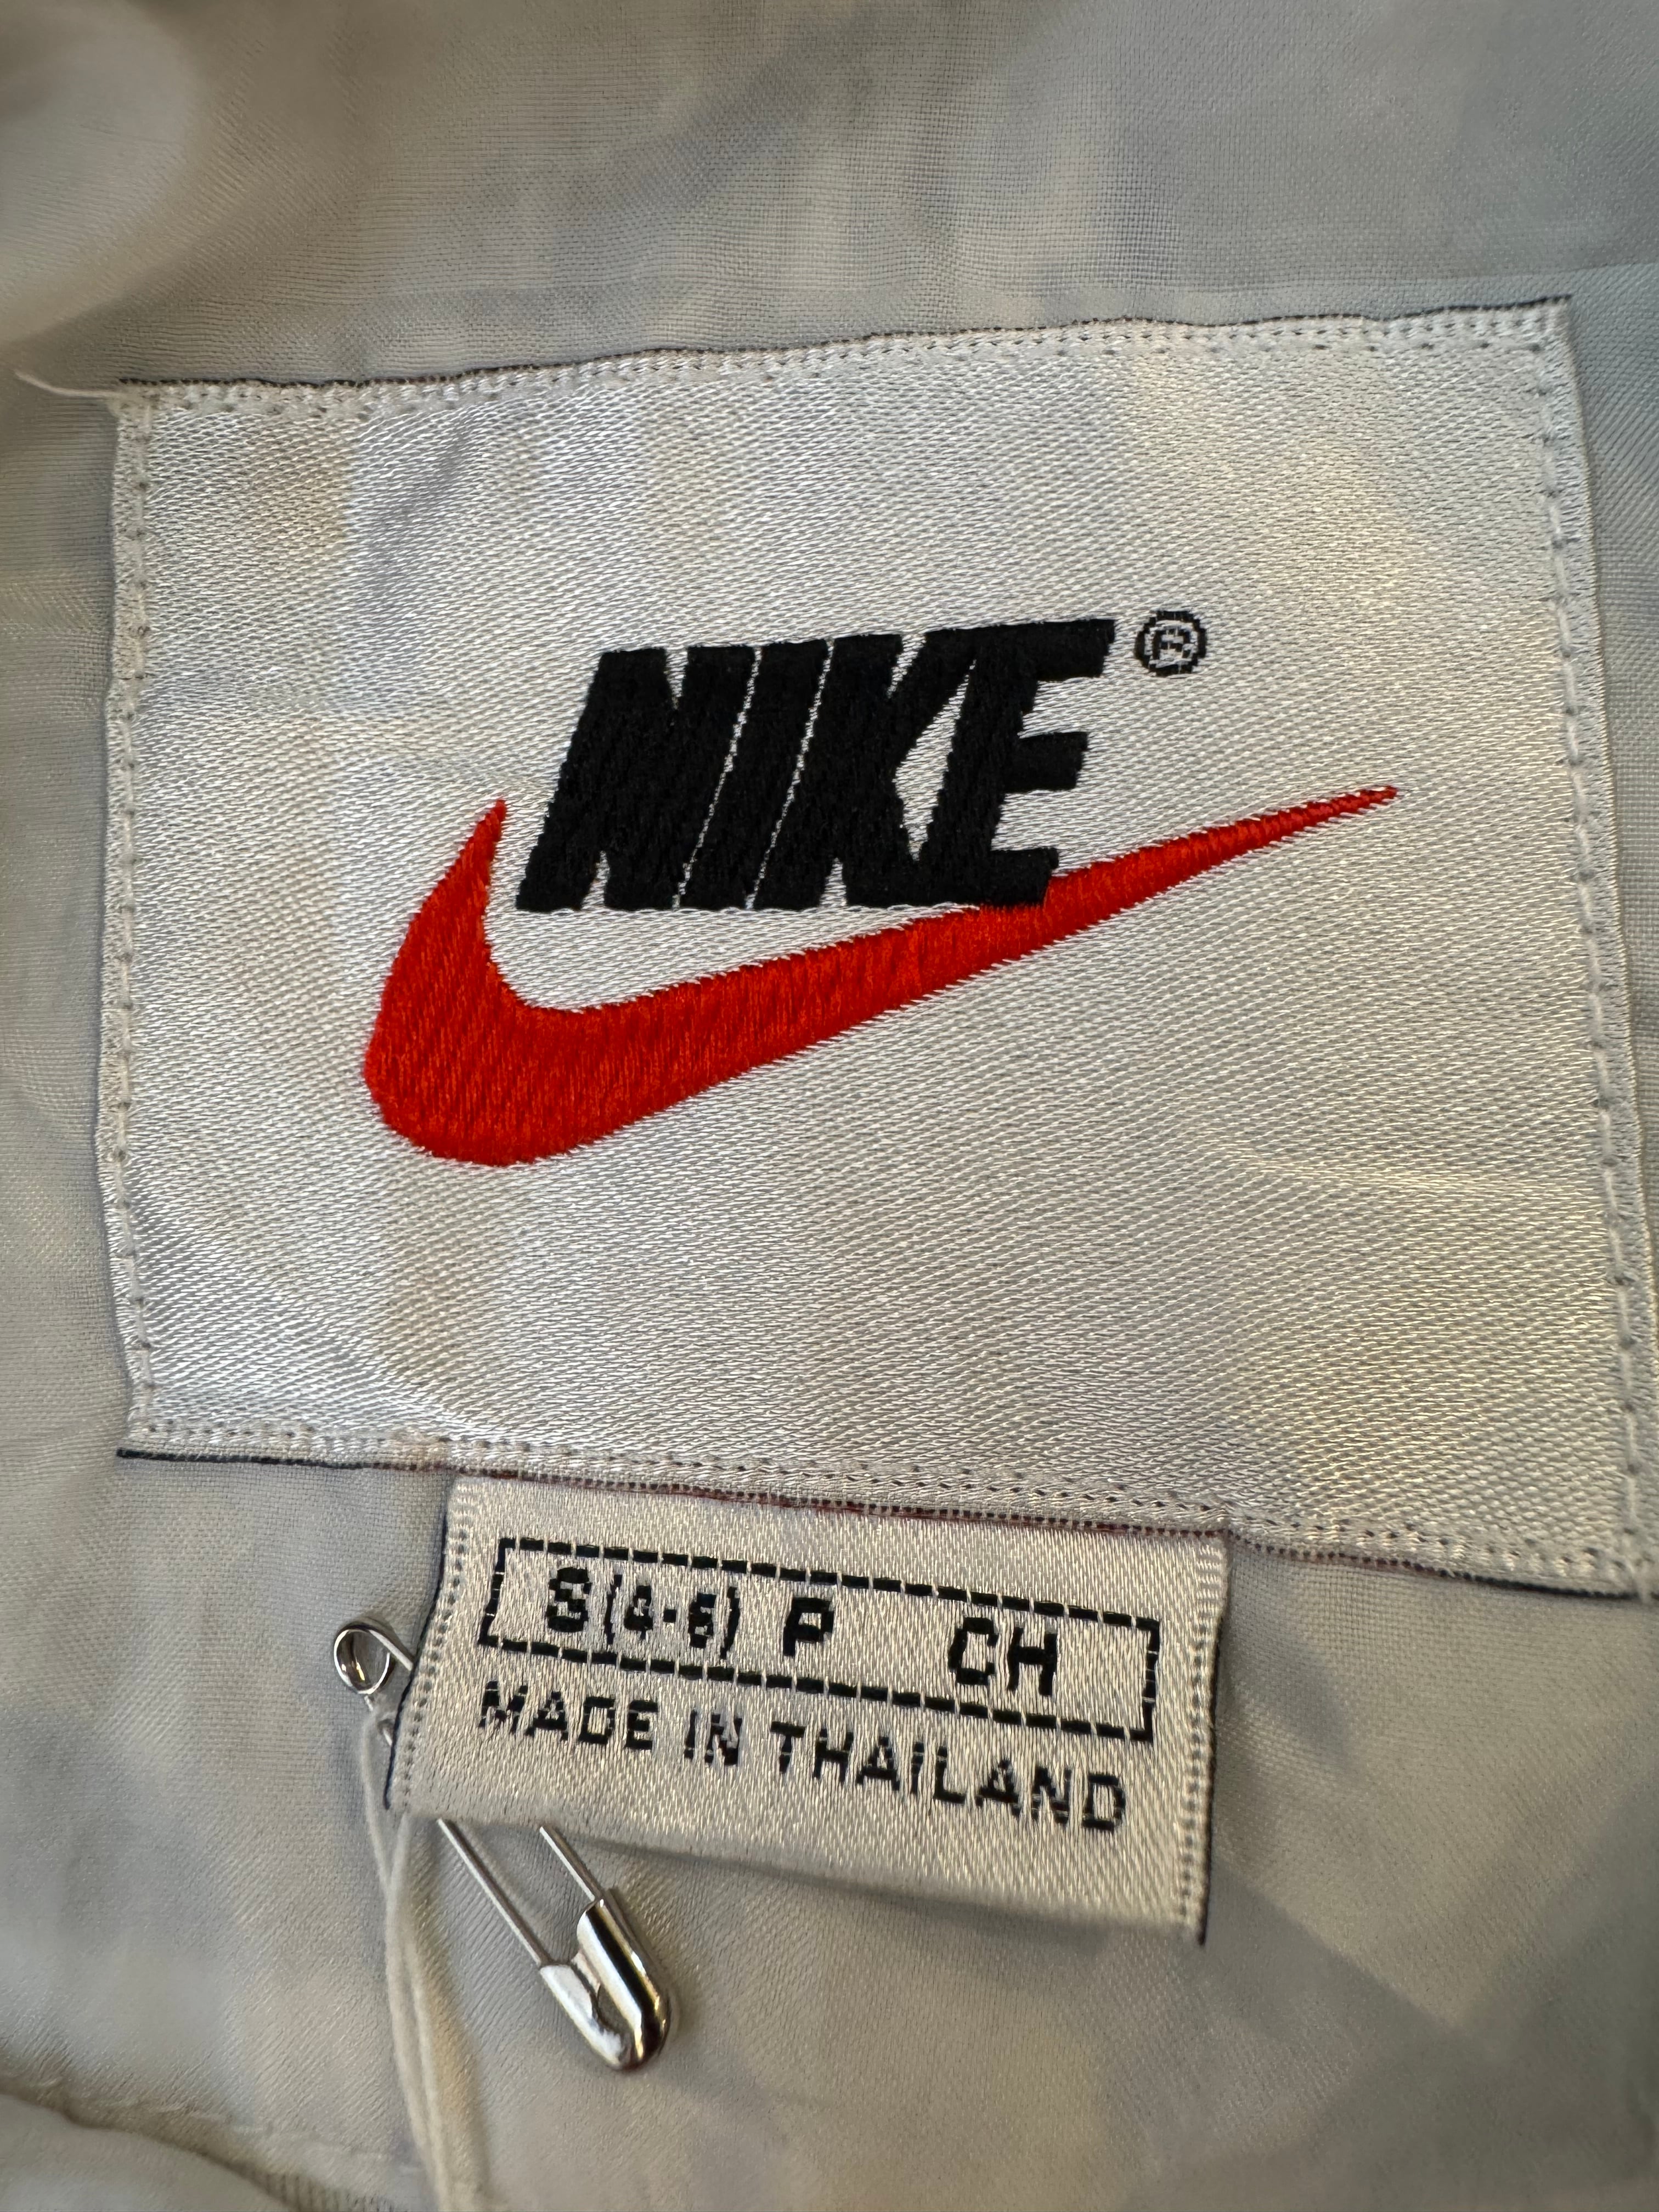 NIKE®
S(4-6) P CH
MADE IN THAILAND